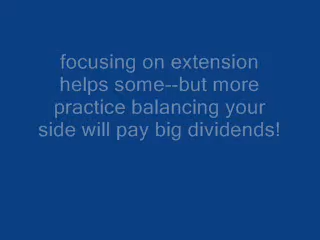 focusing on extension
helps some--but more
practice balancing your
side will pay big dividends!